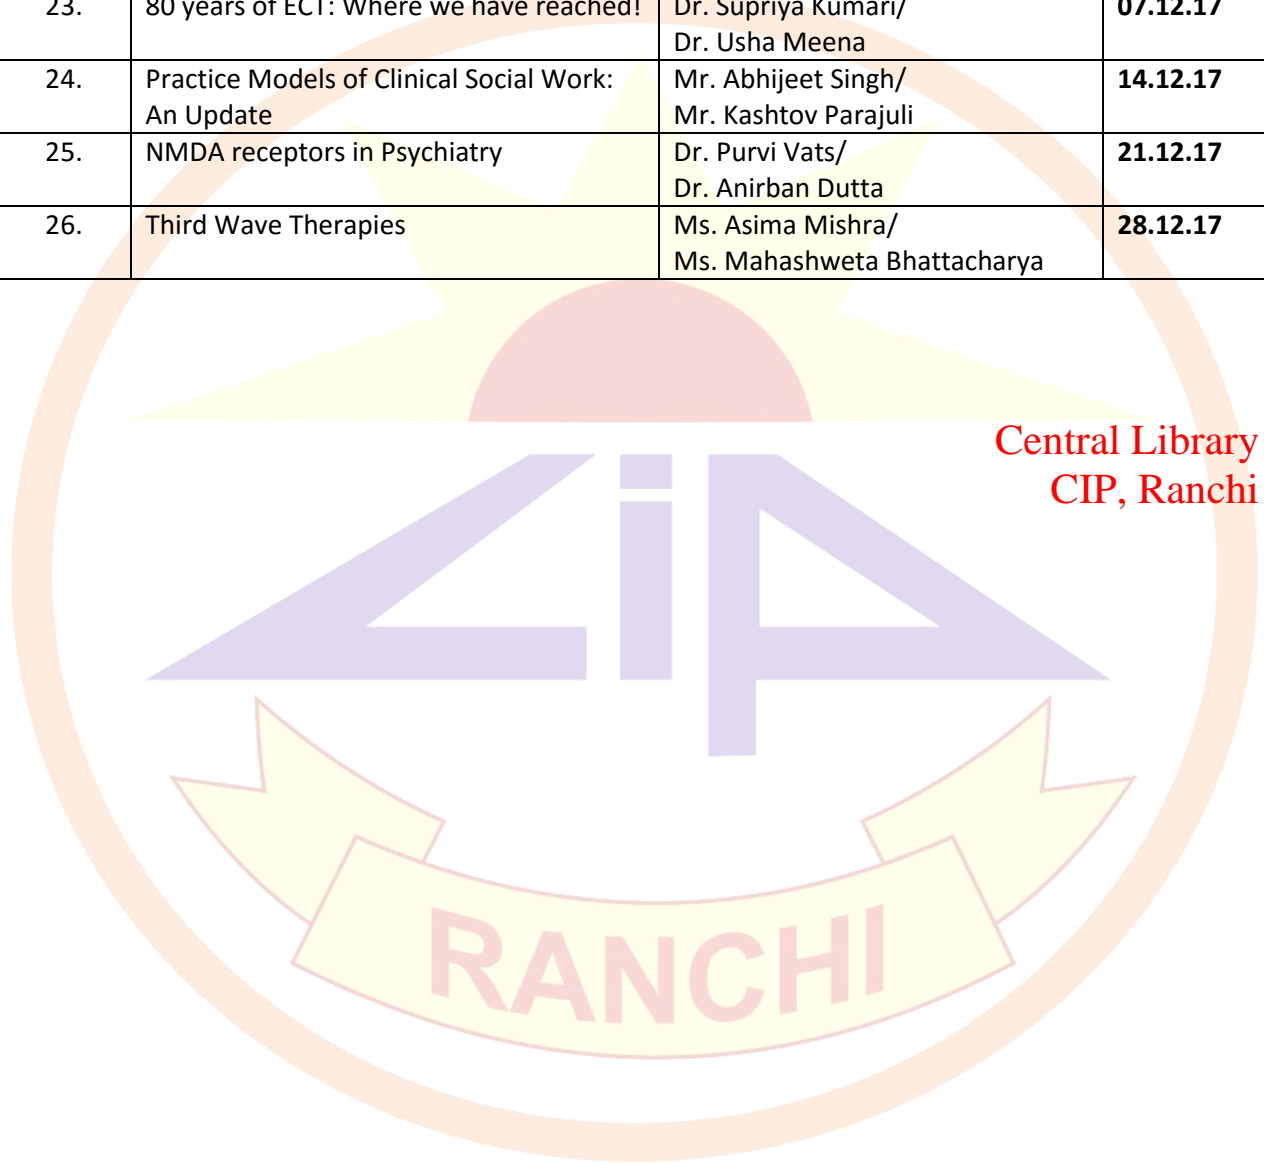 23. 80 years of ECT: Where we have reached! Dr. Supriya Kumari/ 07.12.17
Dr. Usha Meena
24. Practice Models of Clinical Social Work: Mr. Abhijeet Singh/ 14.12.17
An Update Mr. Kashtov Parajuli
25. NMDA receptors in Psychiatry Dr. Purvi Vats/ 21.12.17
Dr. Anirban Dutta
26. Third Wave Therapies Ms. Asima Mishra/ 28.12.17
Ms. Mahashweta Bhattacharya
Central Library
CIP, Ranchi
cip
RANCHI